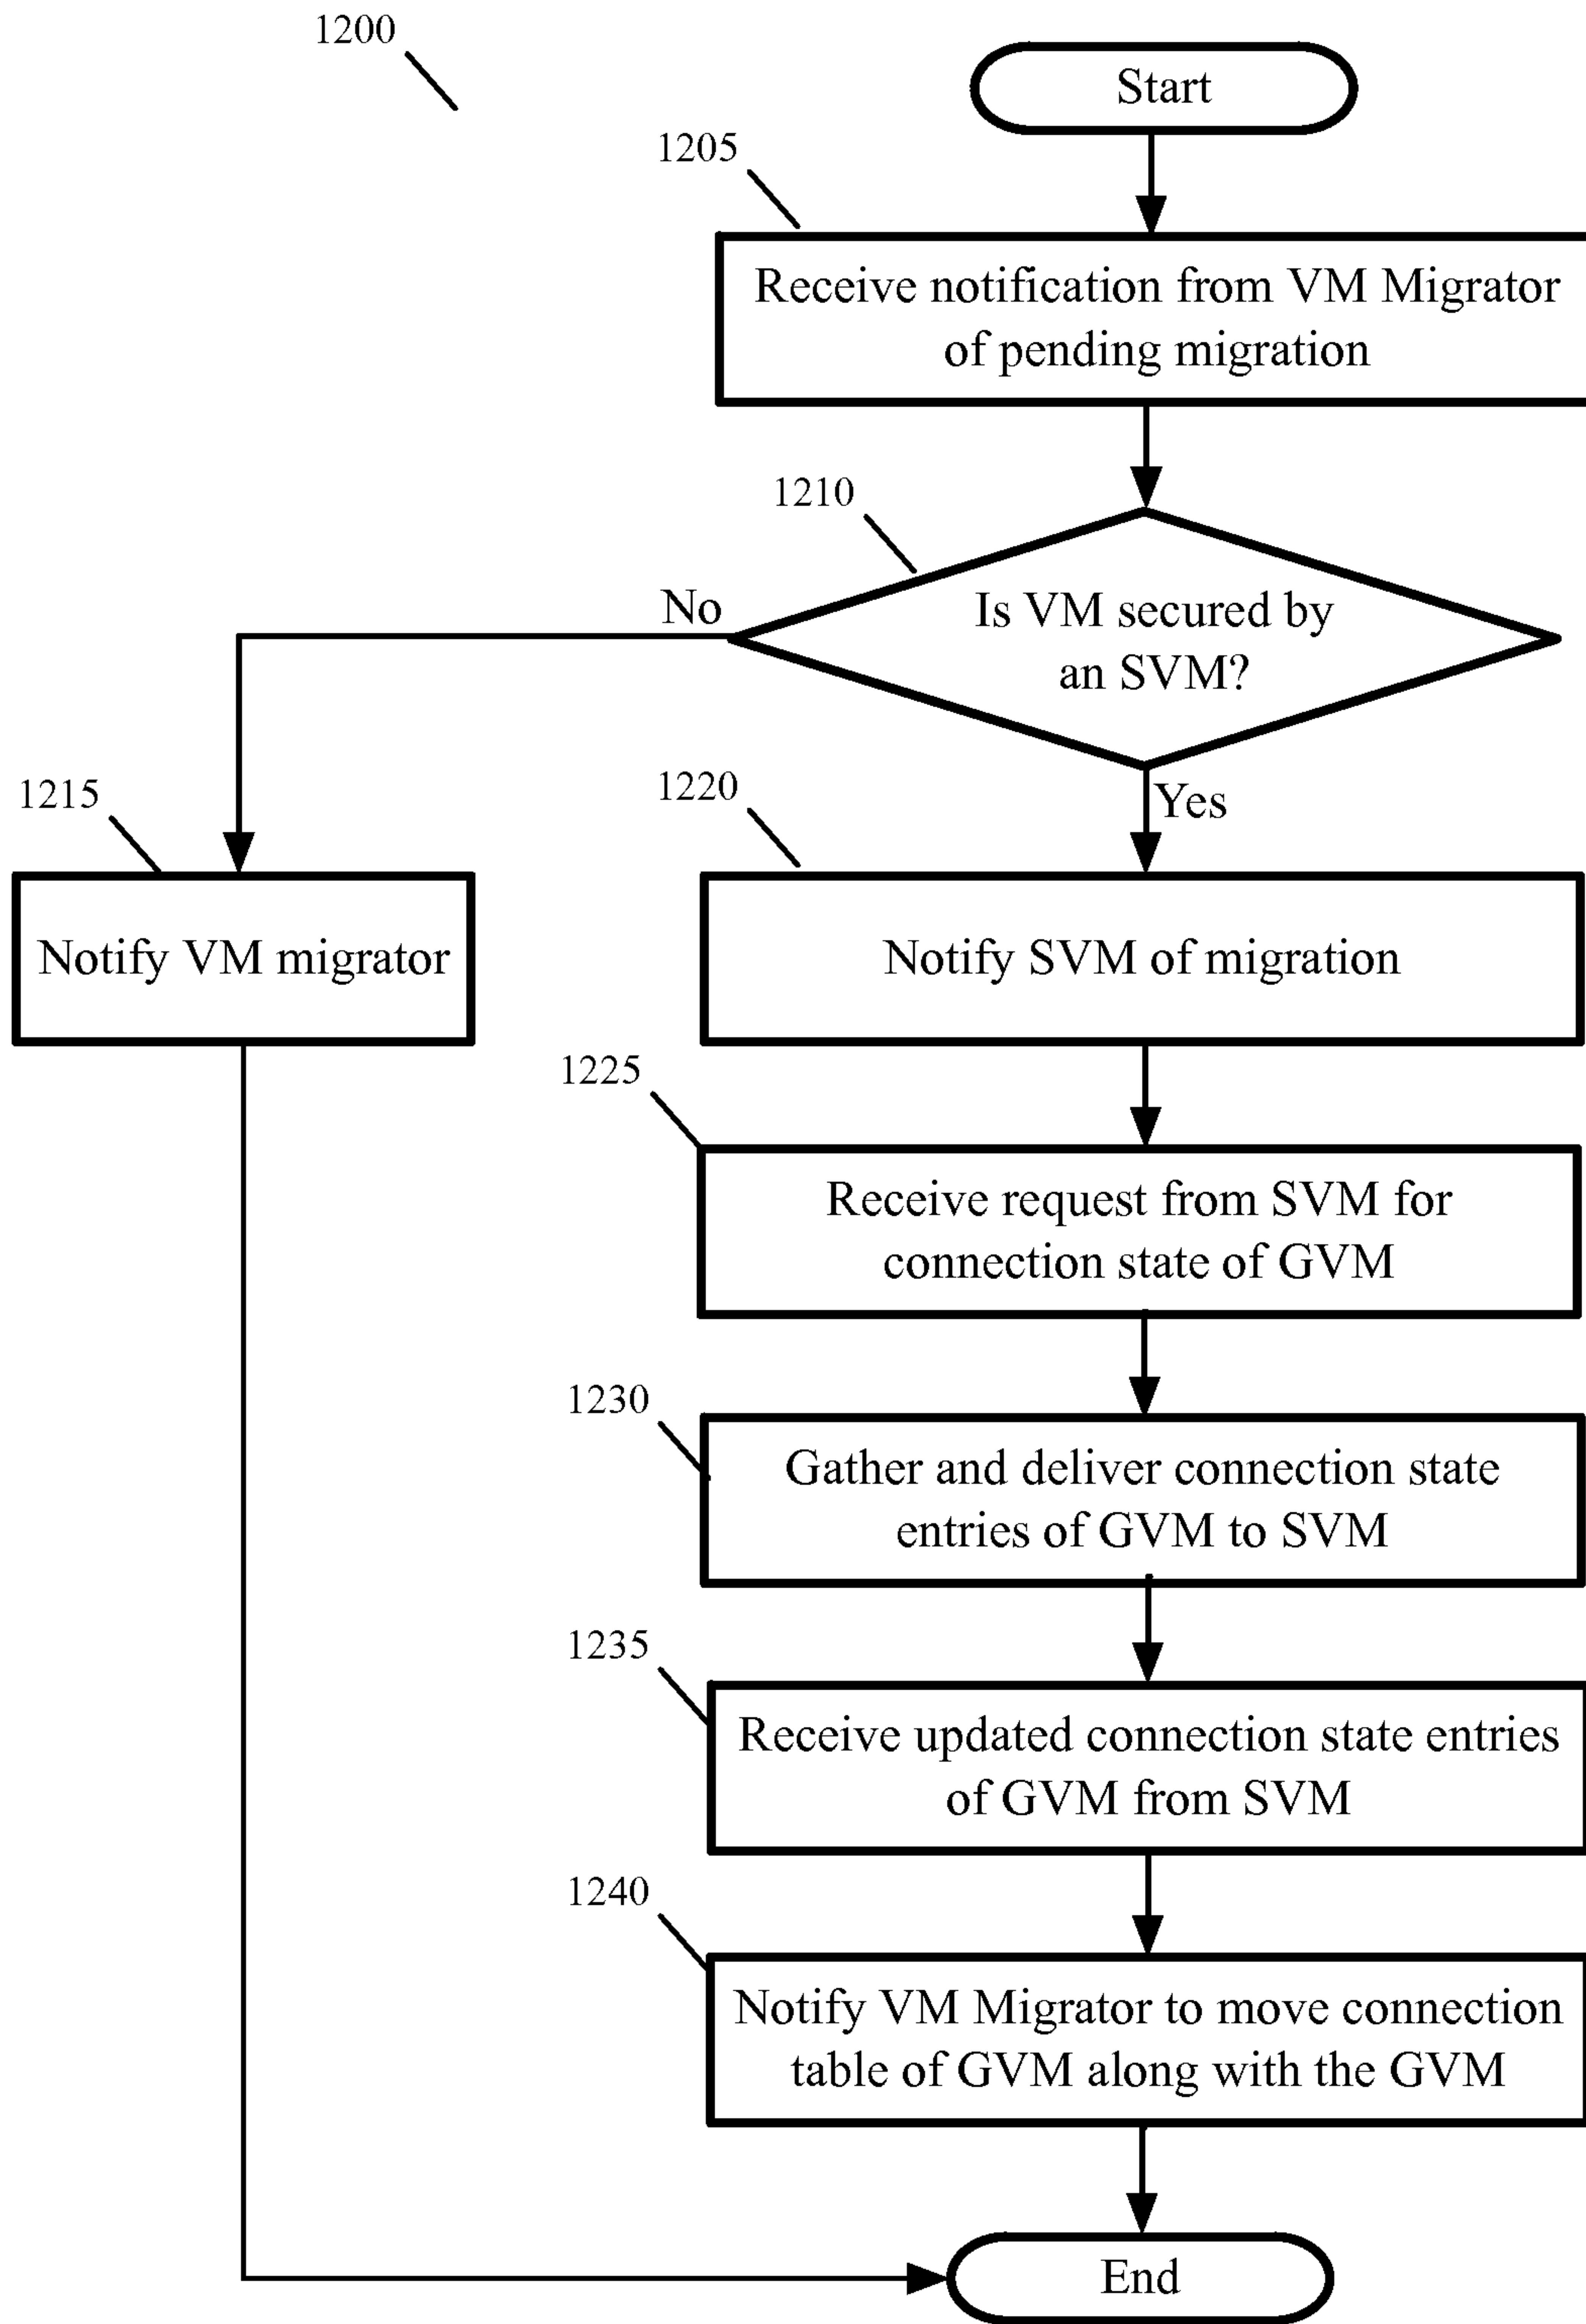 1200
Start
1205
Receive notification from VM Migrator
of pending migration
1210
No
Is VM secured by
an SVM?
1215
1220
Yes
Notify VM migrator
Notify SVM of migration
1225
Receive request from SVM for
connection state of GVM
1230
Gather and deliver connection state
entries of GVM to SVM
1235
Receive updated connection state entries
of GVM from SVM
1240
Notify VM Migrator to move connection
table of GVM along with the GVM
End